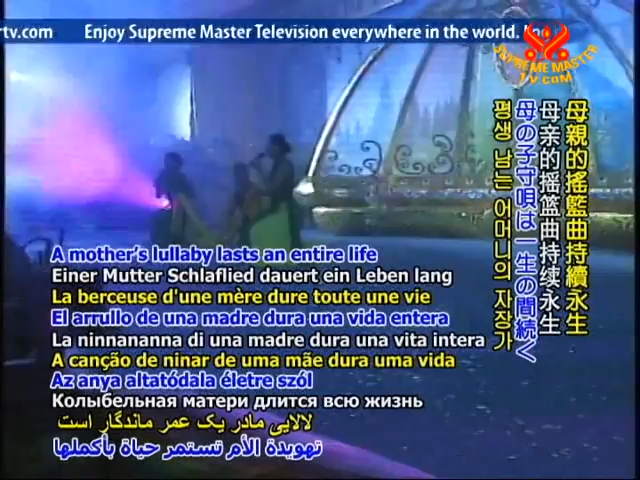 rtv.com Enjoy Supreme Master Television everywhere in the world.
SUPREME MASTER
TV.COM
母親的搖籃曲持續永生
母亲的摇篮曲持续永生
母の子守唄は一生の間続く
평생 남는 어머니의 자장가
A mother's lullaby lasts an entire life
Einer Mutter Schlaflied dauert ein Leben lang
La berceuse d'une mère dure toute une vie
El arrullo de una madre dura una vida entera
La ninnananna di una madre dura una vita intera
A canção de ninar de uma mãe dura uma vida
Az anya altatódala életre szól
Колыбельная матери длится всю жизнь
لالایی مادر یک عمر ماندگار است
تهويدة الأم تستمر حياة بأكملها